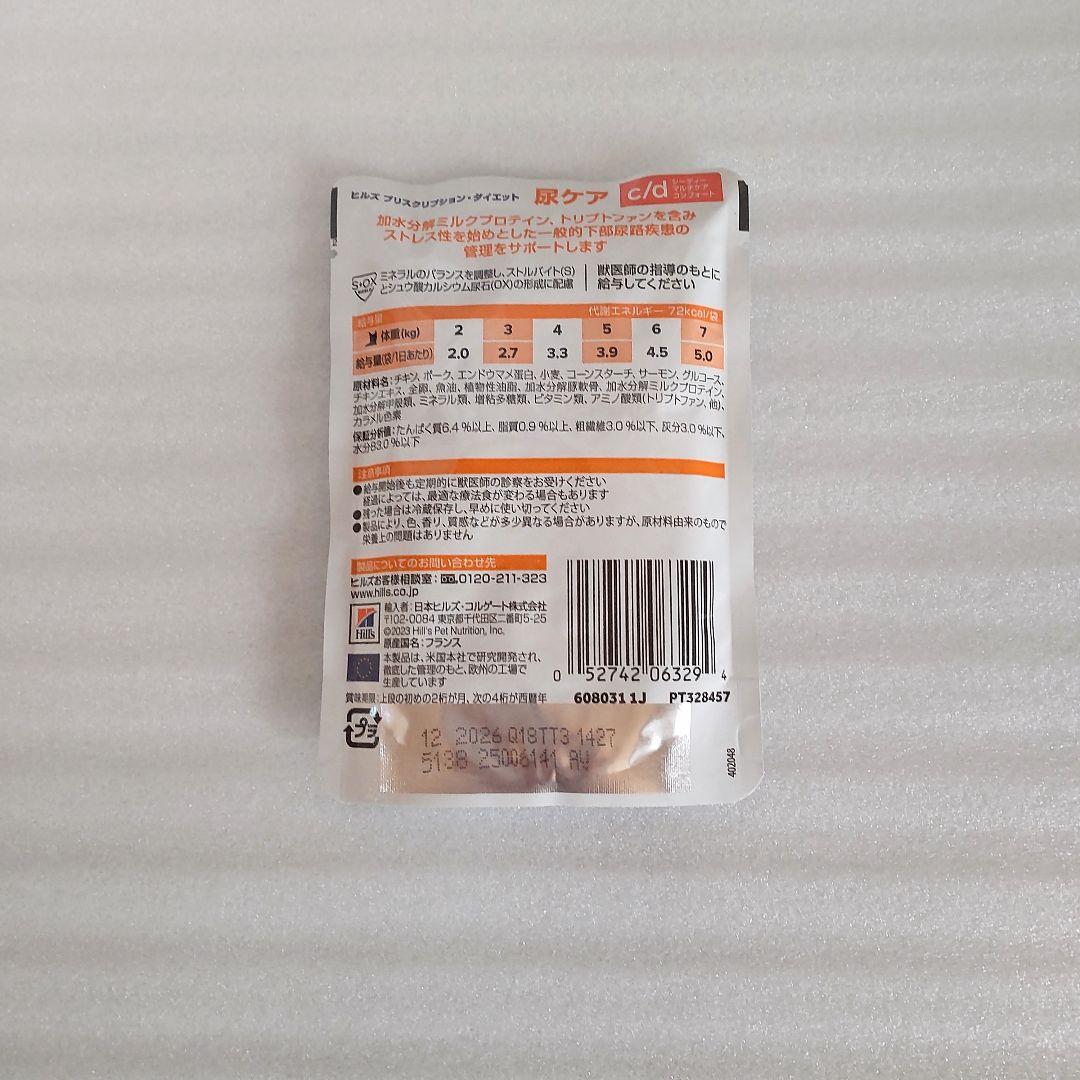 ヒルズ プリスクリプション・ダイエット 尿ケア c/d シーディー マルチケア コンフォート
加水分解ミルクプロテイン、トリプトファンを含み
ストレス性を始めとした一般的下部尿路疾患の
管理をサポートします
S+OX
ミネラルのバランスを調整し、ストルバイト(S)
とシュウ酸カルシウム尿石(OX)の形成に配慮
獣医師の指導のもとに
給与してください
給与量 代謝エネルギー 72kcal/袋
体重(kg) 2 3 4 5 6 7
給与量(袋/1日あたり) 2.0 2.7 3.3 3.9 4.5 5.0
原材料名:チキン、ポーク、エンドウマメ蛋白、小麦、コーンスターチ、サーモン、グルコース、
チキンエキス、全卵、魚油、植物性油脂、加水分解豚軟骨、加水分解ミルクプロテイン、
加水分解甲殻類、ミネラル類、増粘多糖類、ビタミン類、アミノ酸類(トリプトファン、他)、
カラメル色素
保証分析値:たんぱく質6.4%以上、脂質0.9%以上、粗繊維3.0%以下、灰分3.0%以下、
水分83.0%以下
注意事項
●給与開始後も定期的に獣医師の診察をお受けください
経過によっては、最適な療法食が変わる場合もあります
●残った場合は冷蔵保存し、早めに使い切ってください
●製品により、色、香り、質感などが多少異なる場合がありますが、原材料由来のもので
栄養上の問題はありません
製品についてのお問い合わせ先
ヒルズお客様相談室:0120-211-323
www.hills.co.jp
Hill's
輸入者:日本ヒルズ・コルゲート株式会社
〒102-0084 東京都千代田区二番町5-25
©2023 Hill's Pet Nutrition, Inc.
原産国名:フランス
本製品は、米国本社で研究開発され、
徹底した管理のもと、欧州の工場で
生産しています
0 52742 06329 4
賞味期限:上段の初めの2桁が月、次の4桁が西暦年
608031 1J PT328457
プラ
12 2026 Q18TT3 1427
5138 25006141 AV
402048